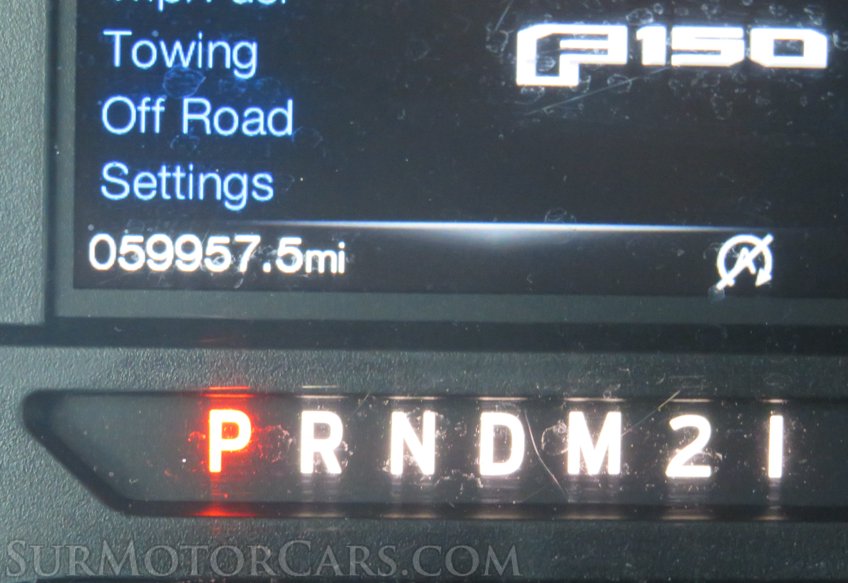 Towing
F150
Off Road
Settings
059957.5mi
A
P R N D M 2 1
SurMotorCars.com